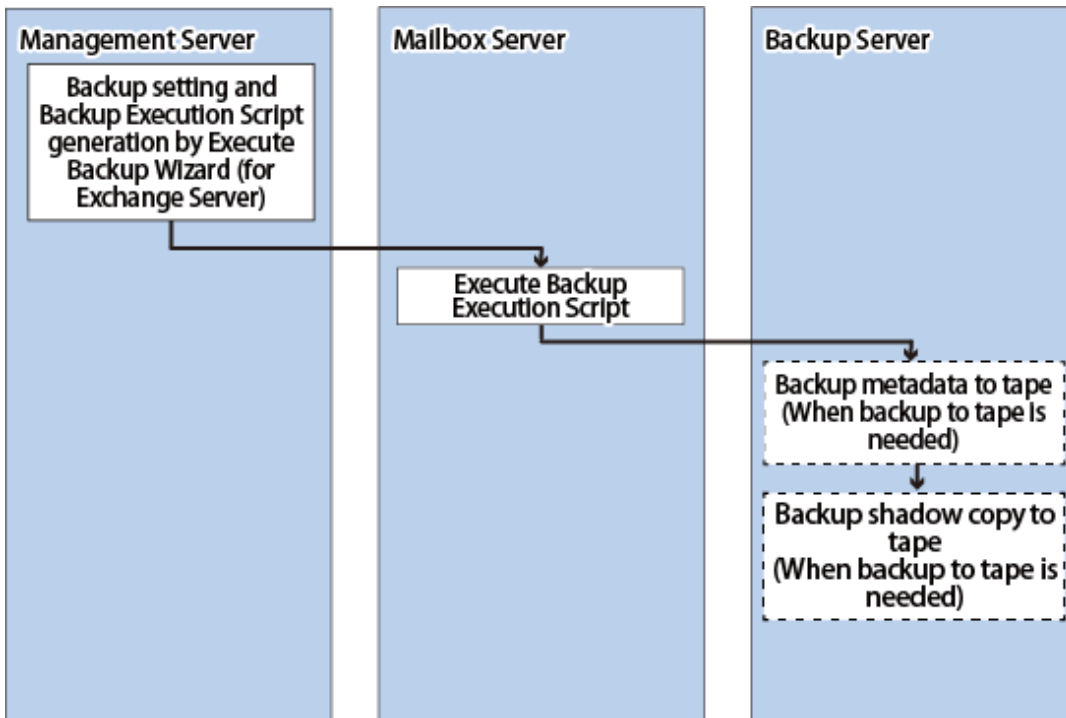 Management Server
Backup setting and
Backup Execution Script
generation by Execute
Backup Wizard (for
Exchange Server)
Mailbox Server
Execute Backup
Execution Script
Backup Server
Backup metadata to tape
(When backup to tape is
needed)
Backup shadow copy to
tape
(When backup to tape is
needed)